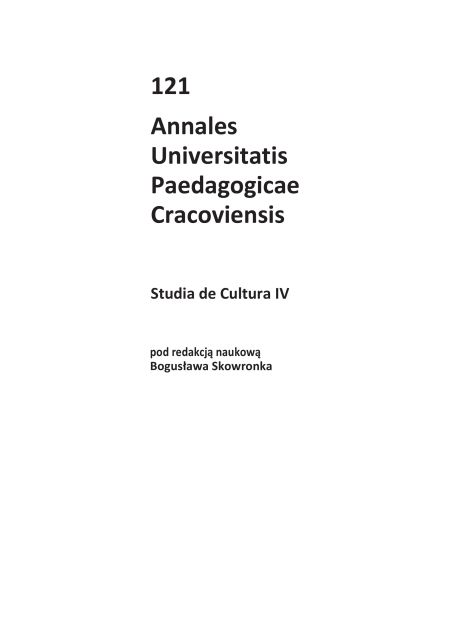 121
Annales
Universitatis
Paedagogicae
Cracoviensis
Studia de Cultura IV
pod redakcją naukową
Bogusława Skowronka